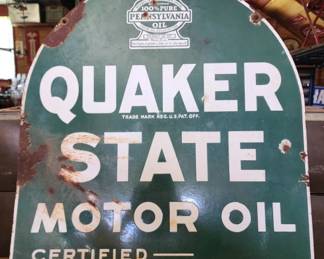 100% PURE
PENNSYLVANIA
OIL
QUAKER
TRADE MARK REG. U.S. PAT. OFF.
STATE
MOTOR OIL
CERTIFIED